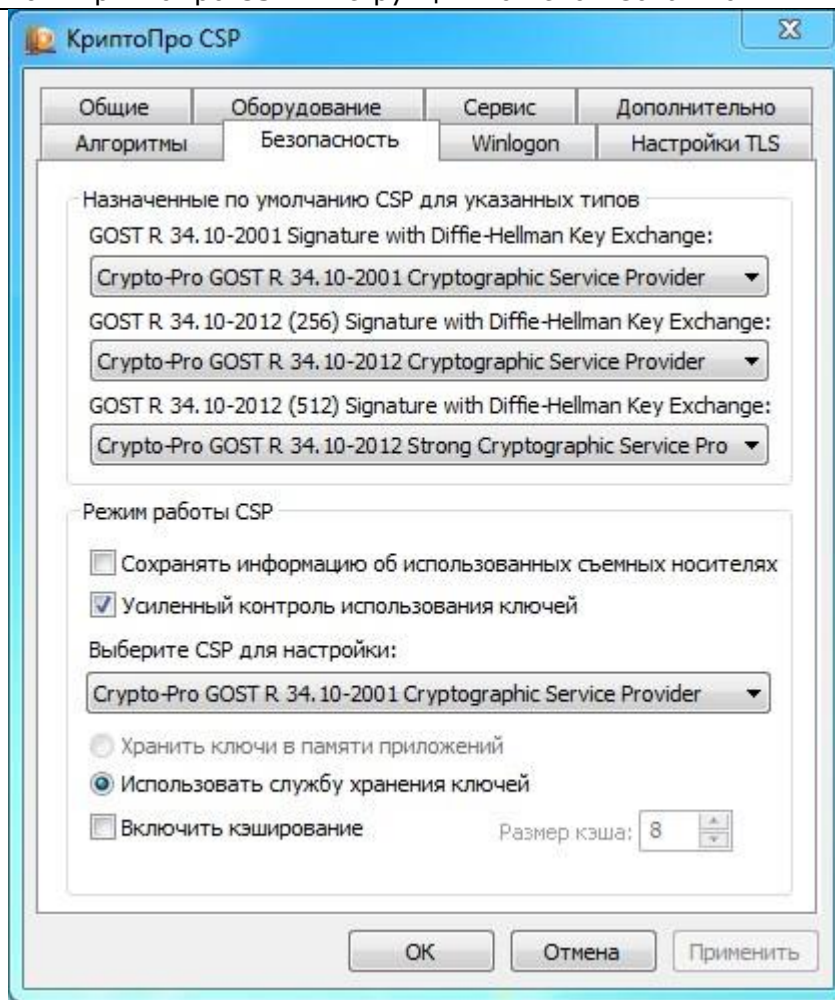 КриптоПро CSP
Общие Оборудование Сервис Дополнительно
Алгоритмы Безопасность Winlogon Настройки TLS
Назначенные по умолчанию CSP для указанных типов
GOST R 34.10-2001 Signature with Diffie-Hellman Key Exchange:
Crypto-Pro GOST R 34.10-2001 Cryptographic Service Provider
GOST R 34.10-2012 (256) Signature with Diffie-Hellman Key Exchange:
Crypto-Pro GOST R 34.10-2012 Cryptographic Service Provider
GOST R 34.10-2012 (512) Signature with Diffie-Hellman Key Exchange:
Crypto-Pro GOST R 34.10-2012 Strong Cryptographic Service Pro
Режим работы CSP
Сохранять информацию об использованных съемных носителях
Усиленный контроль использования ключей
Выберите CSP для настройки:
Crypto-Pro GOST R 34.10-2001 Cryptographic Service Provider
Хранить ключи в памяти приложений
Использовать службу хранения ключей
Включить кэширование Размер кэша: 8
ОК Отмена Применить